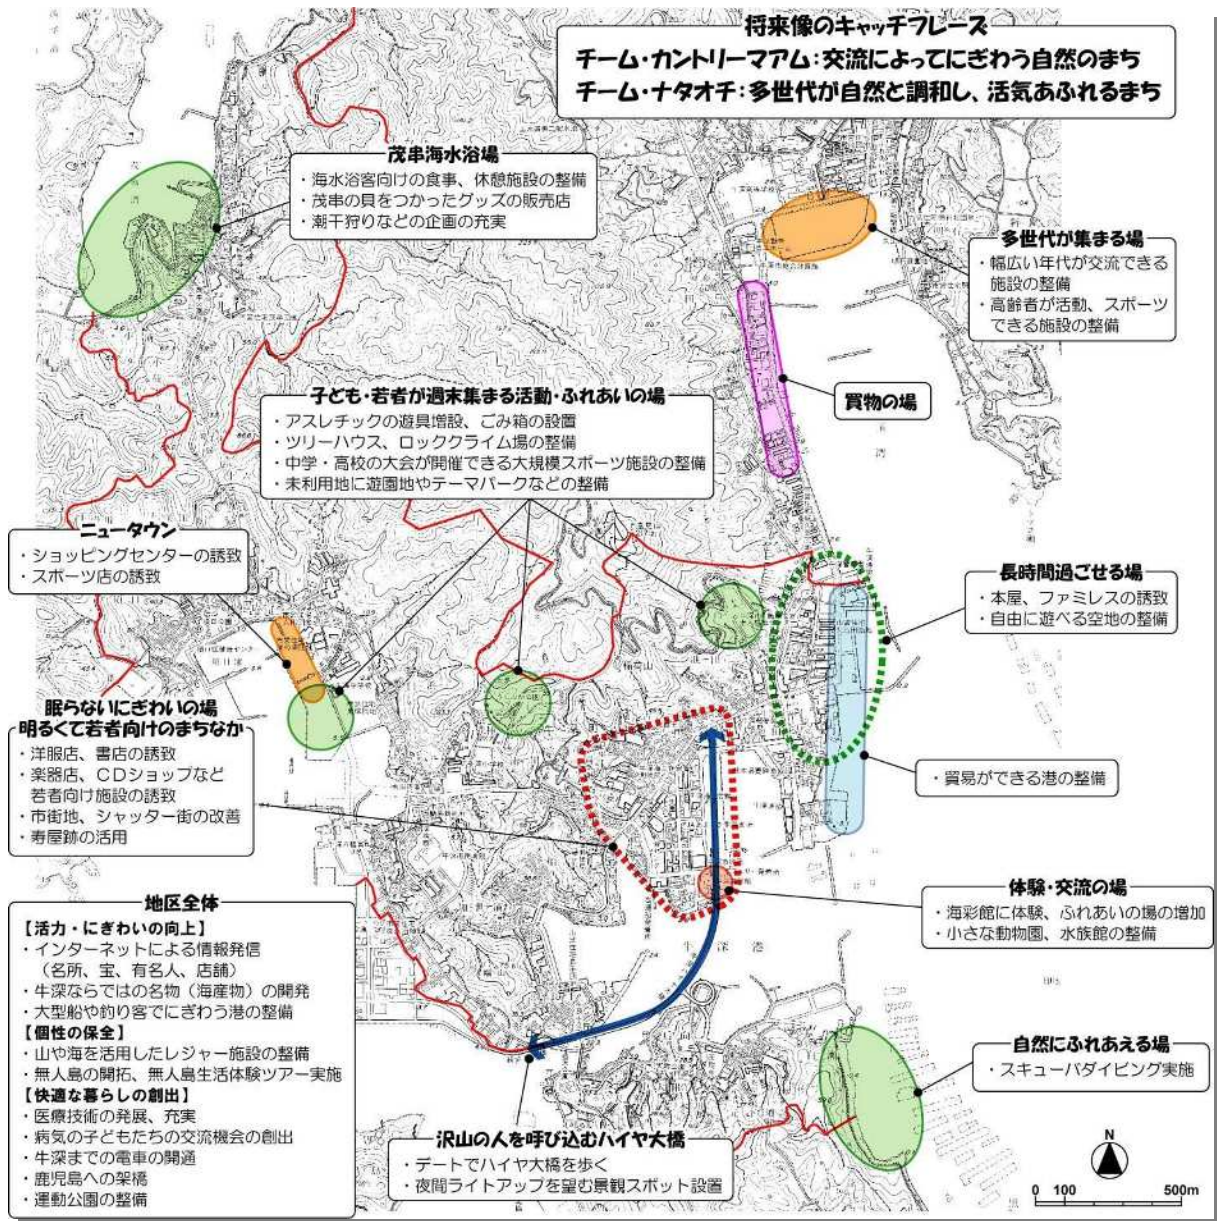 将来像のキャッチフレーズ
チーム・カントリーマアム：交流によってにぎわう自然のまち
チーム・ナタオチ：多世代が自然と調和し、活気あふれるまち
茂串海水浴場
・海水浴客向けの食事、休憩施設の整備
・茂串の貝をつかったグッズの販売店
・潮干狩りなどの企画の充実
多世代が集まる場
・幅広い年代が交流できる
施設の整備
・高齢者が活動、スポーツ
できる施設の整備
買物の場
子ども・若者が週末集まる活動・ふれあいの場
・アスレチックの遊具増設、ごみ箱の設置
・ツリーハウス、ロッククライム場の整備
・中学・高校の大会が開催できる大規模スポーツ施設の整備
・未利用地に遊園地やテーマパークなどの整備
ニュータウン
・ショッピングセンターの誘致
・スポーツ店の誘致
長時間過ごせる場
・本屋、ファミレスの誘致
・自由に遊べる空地の整備
眠らないにぎわいの場
明るくて若者向けのまちなか
・洋服店、書店の誘致
・楽器店、ＣＤショップなど
若者向け施設の誘致
・市街地、シャッター街の改善
・寿屋跡の活用
・貿易ができる港の整備
体験・交流の場
・海彩館に体験、ふれあいの場の増加
・小さな動物園、水族館の整備
牛深港
地区全体
【活力・にぎわいの向上】
・インターネットによる情報発信
（名所、宝、有名人、店舗）
・牛深ならではの名物（海産物）の開発
・大型船や釣り客でにぎわう港の整備
【個性の保全】
・山や海を活用したレジャー施設の整備
・無人島の開拓、無人島生活体験ツアー実施
【快適な暮らしの創出】
・医療技術の発展、充実
・病気の子どもたちの交流機会の創出
・牛深までの電車の開通
・鹿児島への架橋
・運動公園の整備
自然にふれあえる場
・スキューバダイビング実施
沢山の人を呼び込むハイヤ大橋
・デートでハイヤ大橋を歩く
・夜間ライトアップを望む景観スポット設置
N
0 100 500m